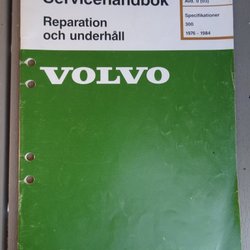 Servicehandbok
Reparation
och underhåll
Avd. 0 (03)
Specifikationer
300
1976 - 1984
VOLVO